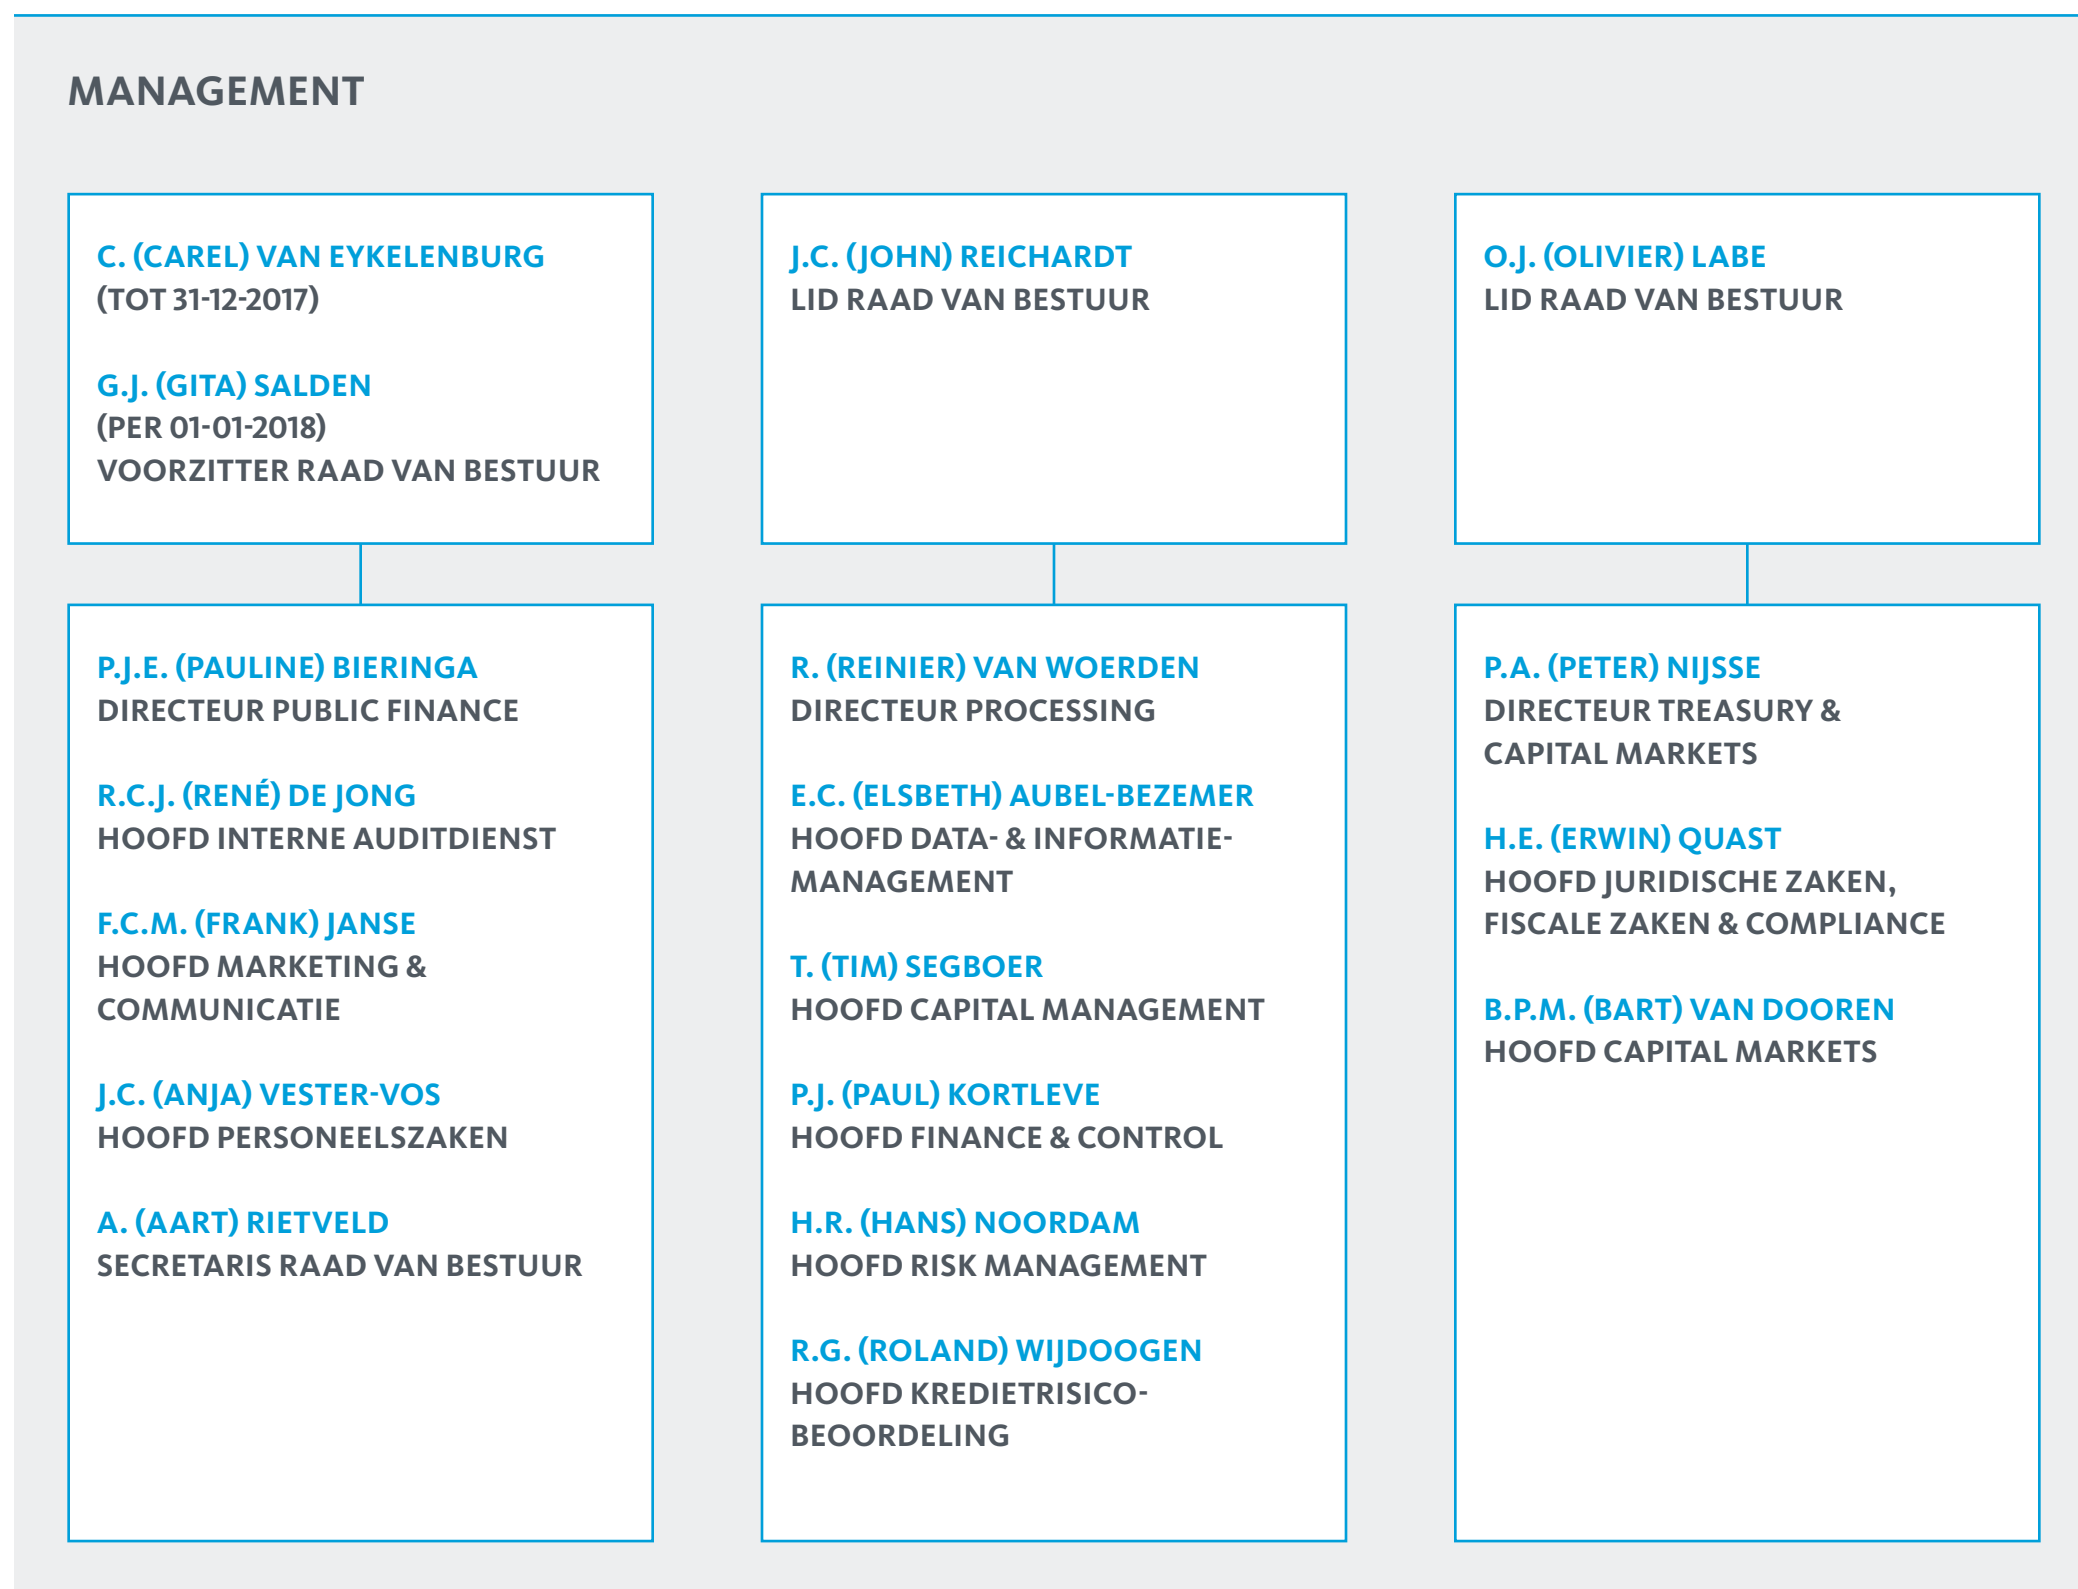 MANAGEMENT
C. (CAREL) VAN EYKELENBURG
(TOT 31-12-2017)
G.J. (GITA) SALDEN
(PER 01-01-2018)
VOORZITTER RAAD VAN BESTUUR
P.J.E. (PAULINE) BIERINGA
DIRECTEUR PUBLIC FINANCE
R.C.J. (RENÉ) DE JONG
HOOFD INTERNE AUDITDIENST
F.C.M. (FRANK) JANSE
HOOFD MARKETING &
COMMUNICATIE
J.C. (ANJA) VESTER-VOS
HOOFD PERSONEELSZAKEN
A. (AART) RIETVELD
SECRETARIS RAAD VAN BESTUUR
J.C. (JOHN) REICHARDT
LID RAAD VAN BESTUUR
R. (REINIER) VAN WOERDEN
DIRECTEUR PROCESSING
E.C. (ELSBETH) AUBEL-BEZEMER
HOOFD DATA- & INFORMATIE-
MANAGEMENT
T. (TIM) SEGBOER
HOOFD CAPITAL MANAGEMENT
P.J. (PAUL) KORTLEVE
HOOFD FINANCE & CONTROL
H.R. (HANS) NOORDAM
HOOFD RISK MANAGEMENT
R.G. (ROLAND) WIJDOOGEN
HOOFD KREDIETRISICO-
BEOORDELING
O.J. (OLIVIER) LABE
LID RAAD VAN BESTUUR
P.A. (PETER) NIJSSE
DIRECTEUR TREASURY &
CAPITAL MARKETS
H.E. (ERWIN) QUAST
HOOFD JURIDISCHE ZAKEN,
FISCALE ZAKEN & COMPLIANCE
B.P.M. (BART) VAN DOOREN
HOOFD CAPITAL MARKETS